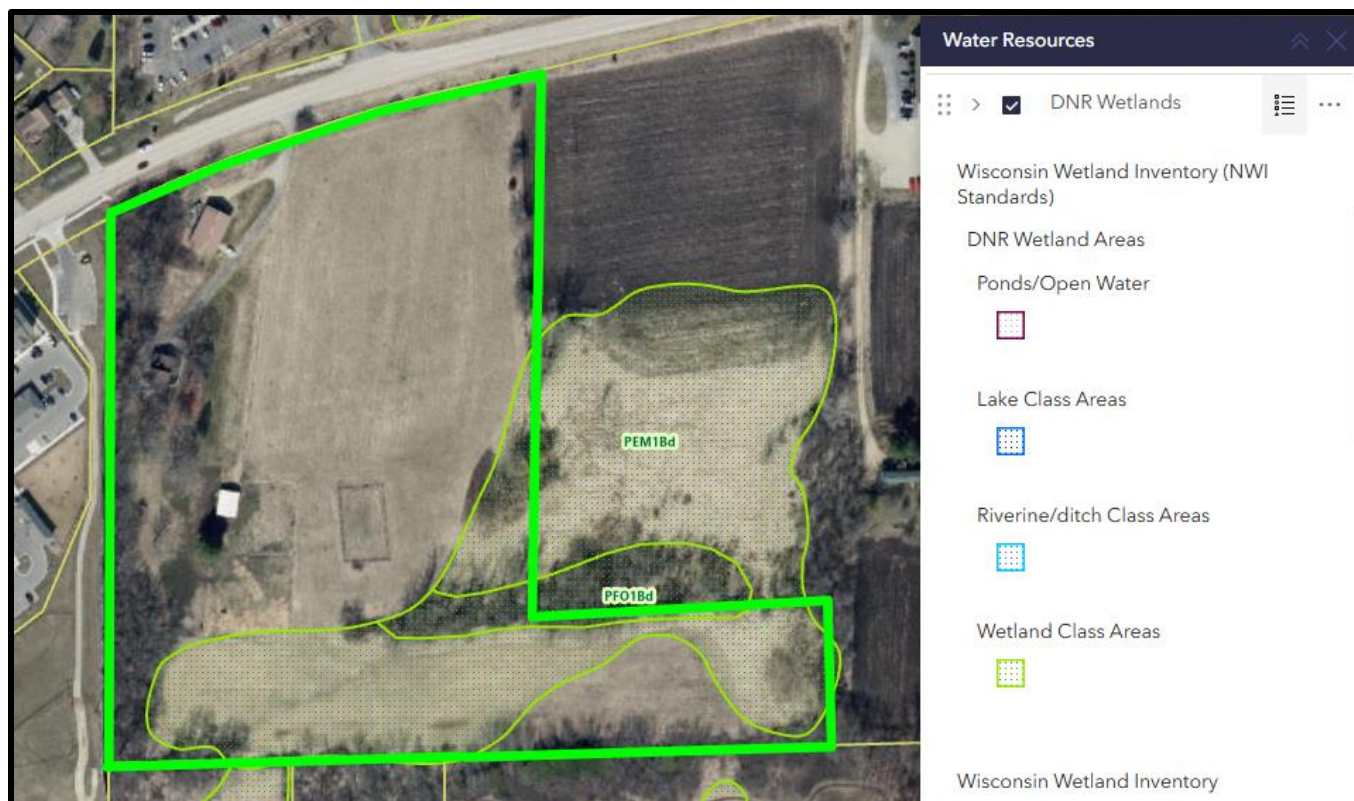 Water Resources
DNR Wetlands
Wisconsin Wetland Inventory (NWI
Standards)
DNR Wetland Areas
Ponds/Open Water
Lake Class Areas
Riverine/ditch Class Areas
Wetland Class Areas
Wisconsin Wetland Inventory
PEM1Bd
PFO1Bd